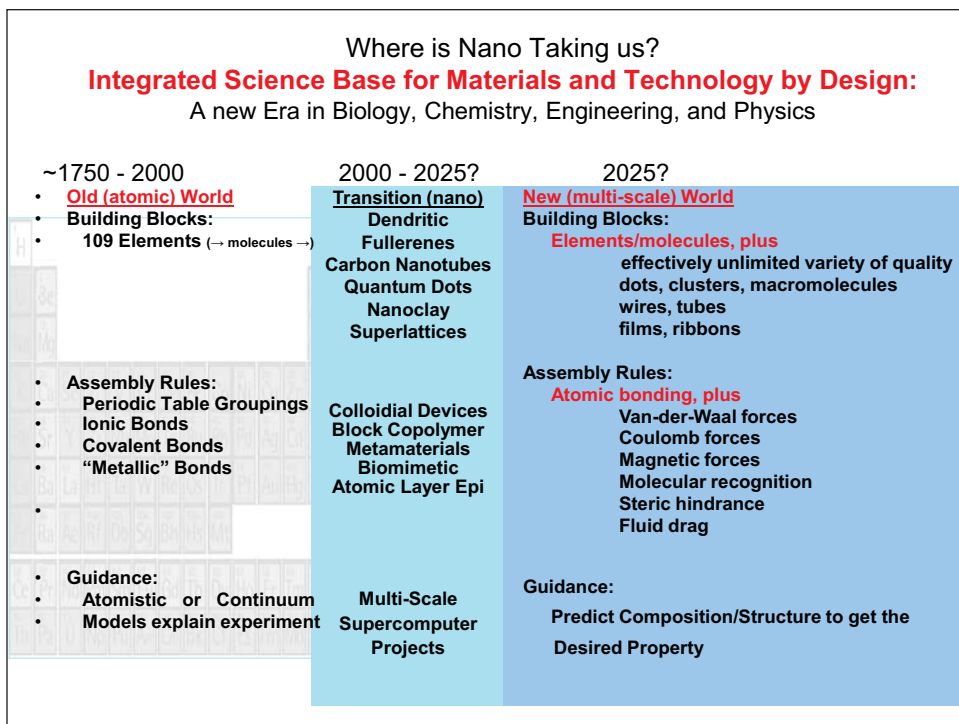 Where is Nano Taking us?
Integrated Science Base for Materials and Technology by Design:
A new Era in Biology, Chemistry, Engineering, and Physics
~1750 - 2000
• Old (atomic) World
• Building Blocks:
• 109 Elements (→ molecules →)
• Assembly Rules:
• Periodic Table Groupings
• Ionic Bonds
• Covalent Bonds
• “Metallic” Bonds
•
• Guidance:
• Atomistic or Continuum
• Models explain experiment
2000 - 2025?
Transition (nano)
Dendritic
Fullerenes
Carbon Nanotubes
Quantum Dots
Nanoclay
Superlattices
Colloidial Devices
Block Copolymer
Metamaterials
Biomimetic
Atomic Layer Epi
Multi-Scale
Supercomputer
Projects
2025?
New (multi-scale) World
Building Blocks:
Elements/molecules, plus
effectively unlimited variety of quality
dots, clusters, macromolecules
wires, tubes
films, ribbons
Assembly Rules:
Atomic bonding, plus
Van-der-Waal forces
Coulomb forces
Magnetic forces
Molecular recognition
Steric hindrance
Fluid drag
Guidance:
Predict Composition/Structure to get the
Desired Property